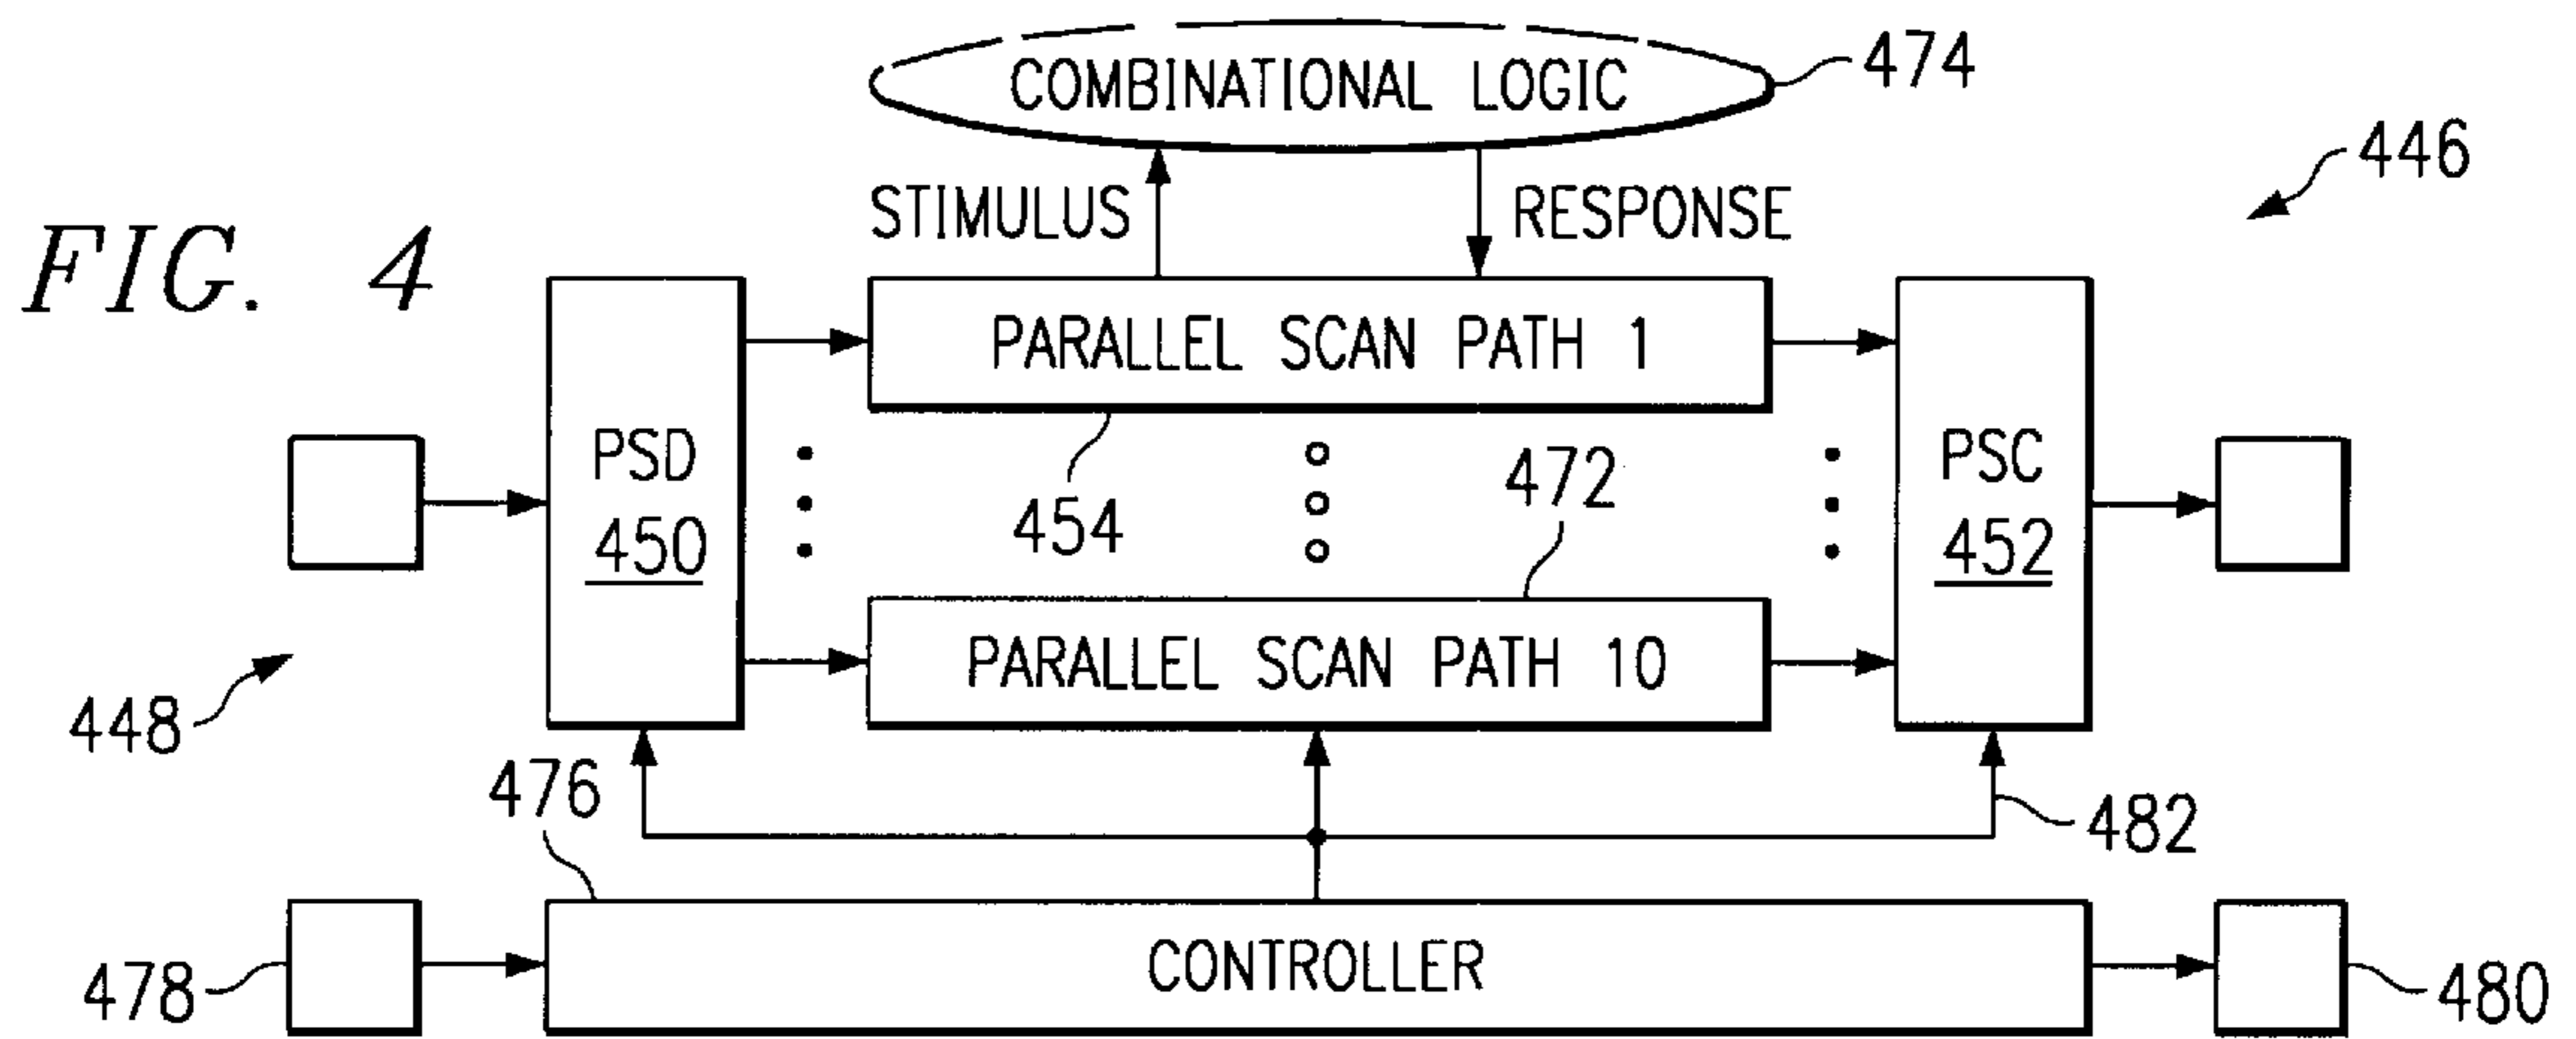 COMBINATIONAL LOGIC
474
446
STIMULUS
RESPONSE
FIG. 4
PARALLEL SCAN PATH 1
PSD
450
454
472
PSC
452
PARALLEL SCAN PATH 10
448
476
482
CONTROLLER
478
480